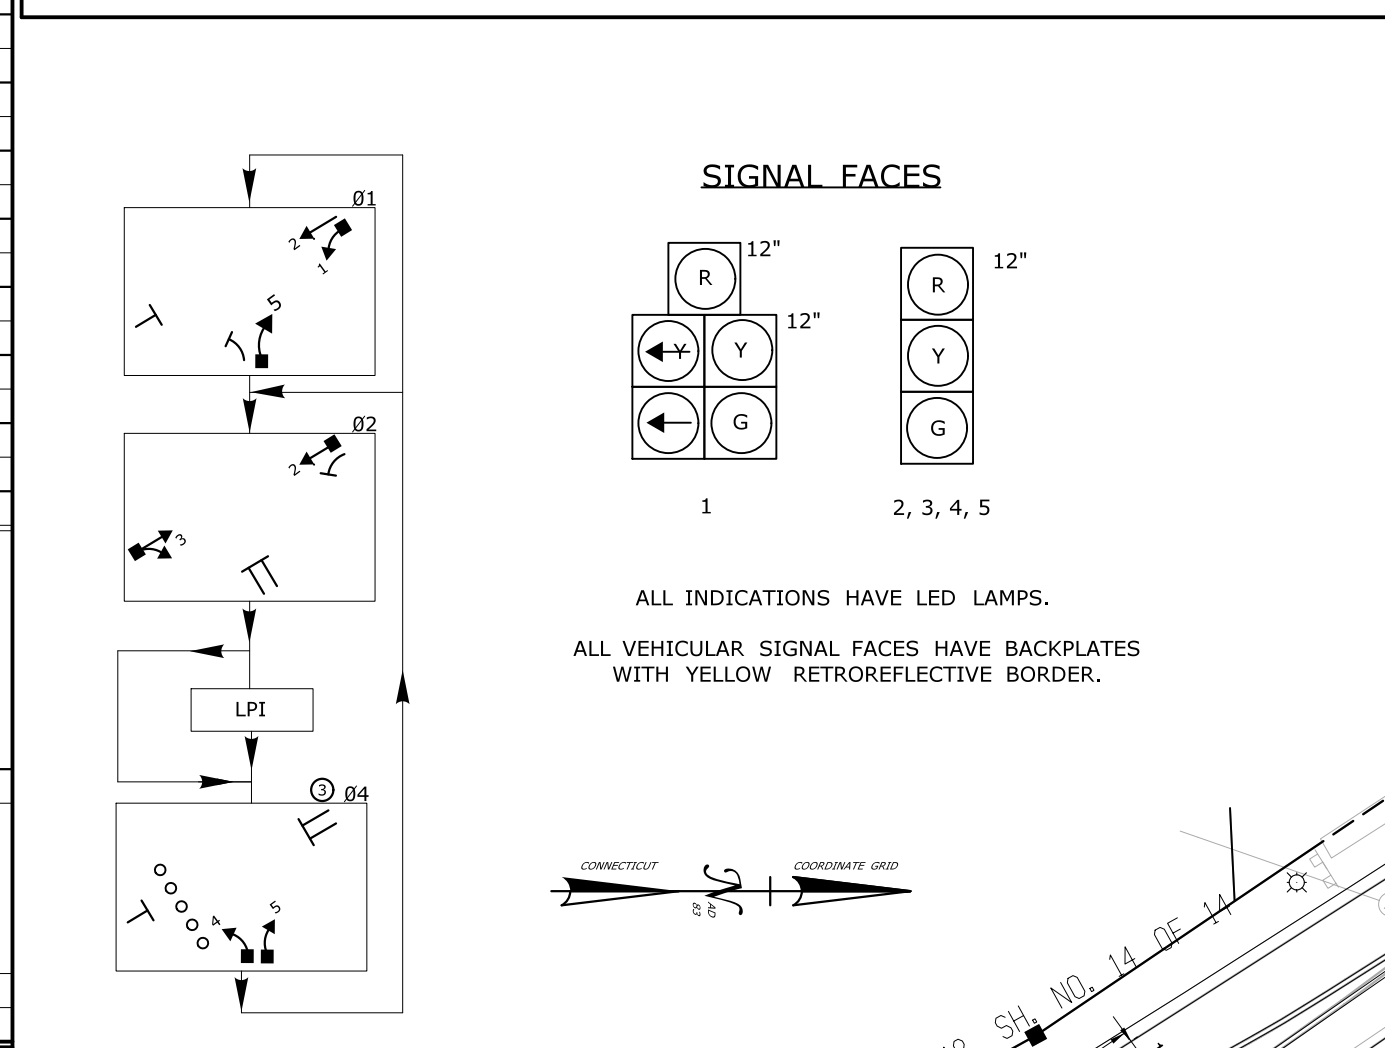 Ø1
2
1
5
Ø2
2
3
LPI
3 Ø4
4
5
SIGNAL FACES
R 12"
Y Y 12"
G
1
R 12"
Y
G
2, 3, 4, 5
ALL INDICATIONS HAVE LED LAMPS.
ALL VEHICULAR SIGNAL FACES HAVE BACKPLATES
WITH YELLOW RETROREFLECTIVE BORDER.
CONNECTICUT COORDINATE GRID
AD
83
SH. NO. 14 OF 14